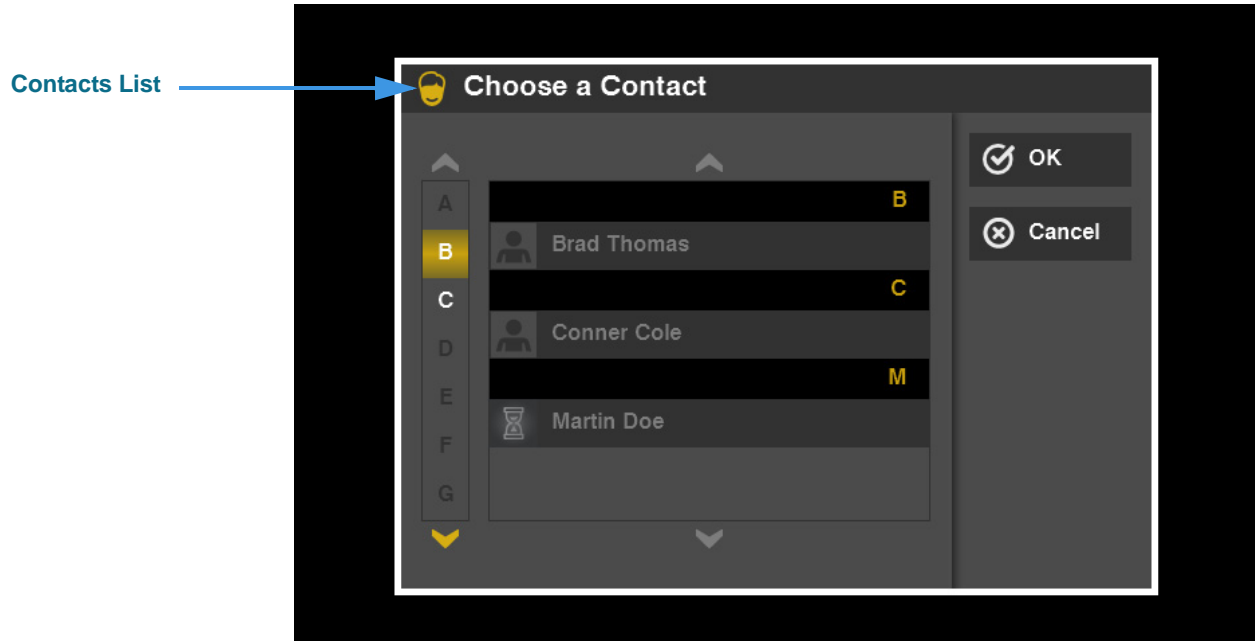 Contacts List
Choose a Contact
A
B
C
D
E
F
G
B
Brad Thomas
C
Conner Cole
M
Martin Doe
OK
Cancel